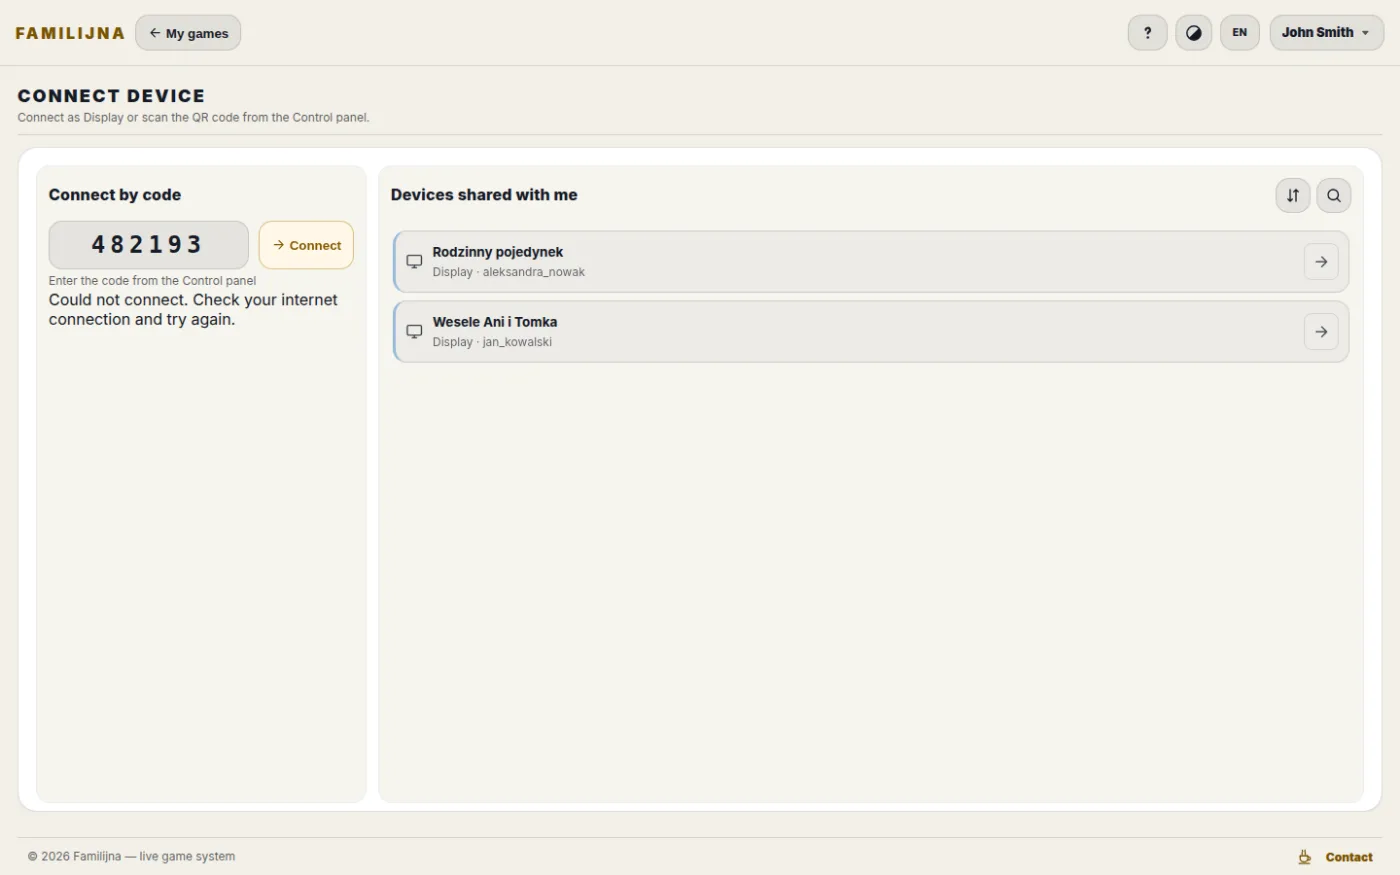 FAMILIJNA
← My games
?
EN
John Smith
CONNECT DEVICE
Connect as Display or scan the QR code from the Control panel.
Connect by code
482193
→ Connect
Enter the code from the Control panel
Could not connect. Check your internet
connection and try again.
Devices shared with me
Rodzinny pojedynek
Display · aleksandra_nowak
Wesele Ani i Tomka
Display · jan_kowalski
© 2026 Familijna — live game system
Contact